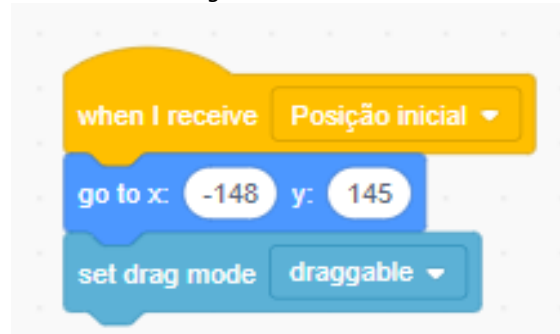 when I receive Posição inicial
go to x: -148 y: 145
set drag mode draggable